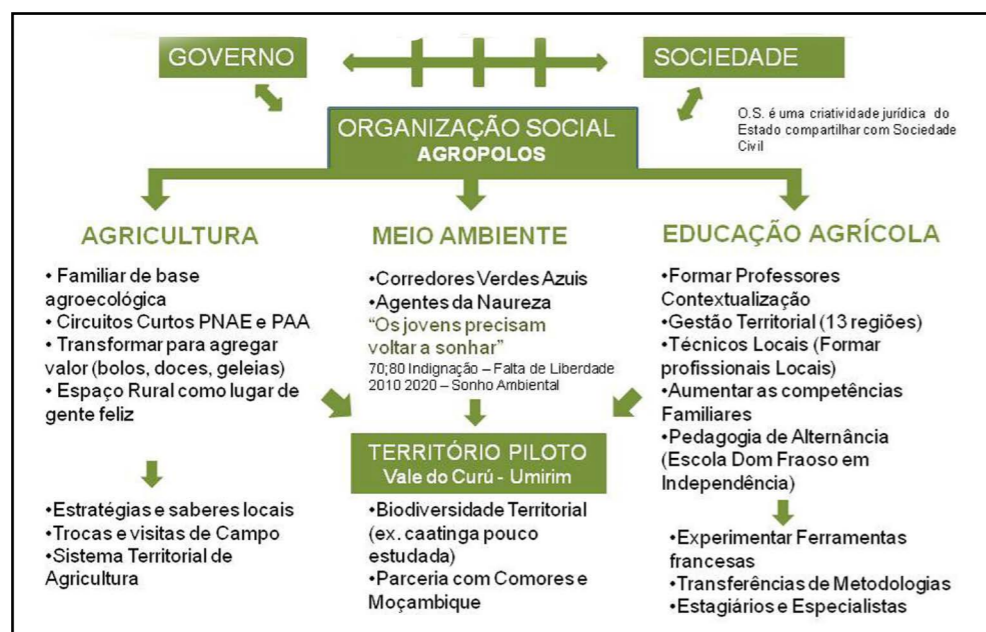 GOVERNO
SOCIEDADE
O.S. é uma criatividade jurídica do
Estado compartilhar com Sociedade
Civil
ORGANIZAÇÃO SOCIAL
AGROPOLOS
AGRICULTURA
• Familiar de base
agroecológica
• Circuitos Curtos PNAE e PAA
• Transformar para agregar
valor (bolos, doces, geleias)
• Espaço Rural como lugar de
gente feliz
• Estratégias e saberes locais
• Trocas e visitas de Campo
• Sistema Territorial de
Agricultura
MEIO AMBIENTE
• Corredores Verdes Azuis
• Agentes da Naureza
“Os jovens precisam
voltar a sonhar”
70;80 Indignação – Falta de Liberdade
2010 2020 – Sonho Ambiental
TERRITÓRIO PILOTO
Vale do Curú - Umirim
• Biodiversidade Territorial
(ex. caatinga pouco
estudada)
• Parceria com Comores e
Moçambique
EDUCAÇÃO AGRÍCOLA
• Formar Professores
Contextualização
• Gestão Territorial (13 regiões)
• Técnicos Locais (Formar
profissionais Locais)
• Aumentar as competências
Familiares
• Pedagogia de Alternância
(Escola Dom Fraoso em
Independência)
• Experimentar Ferramentas
francesas
• Transferências de Metodologias
• Estagiários e Especialistas